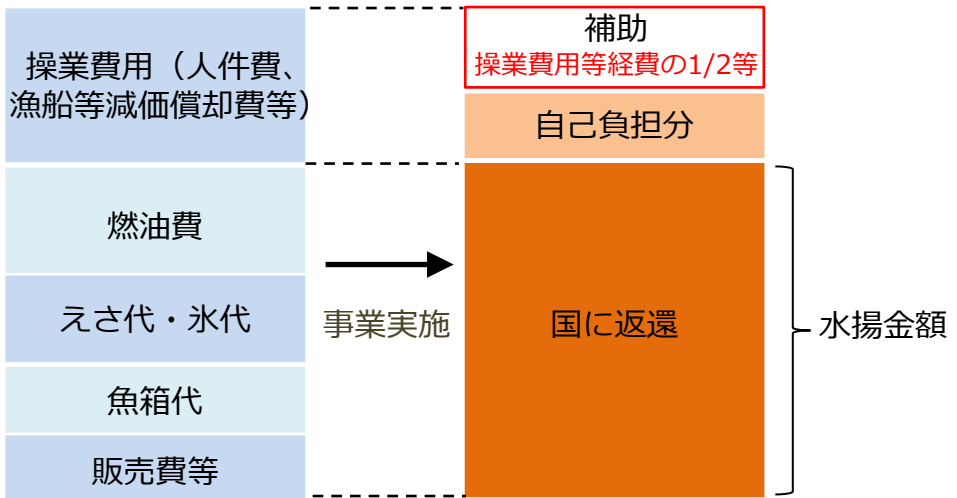 操業費用（人件費、
漁船等減価償却費等）
燃油費
えさ代・氷代
魚箱代
販売費等
事業実施
補助
操業費用等経費の1/2等
自己負担分
国に返還
水揚金額